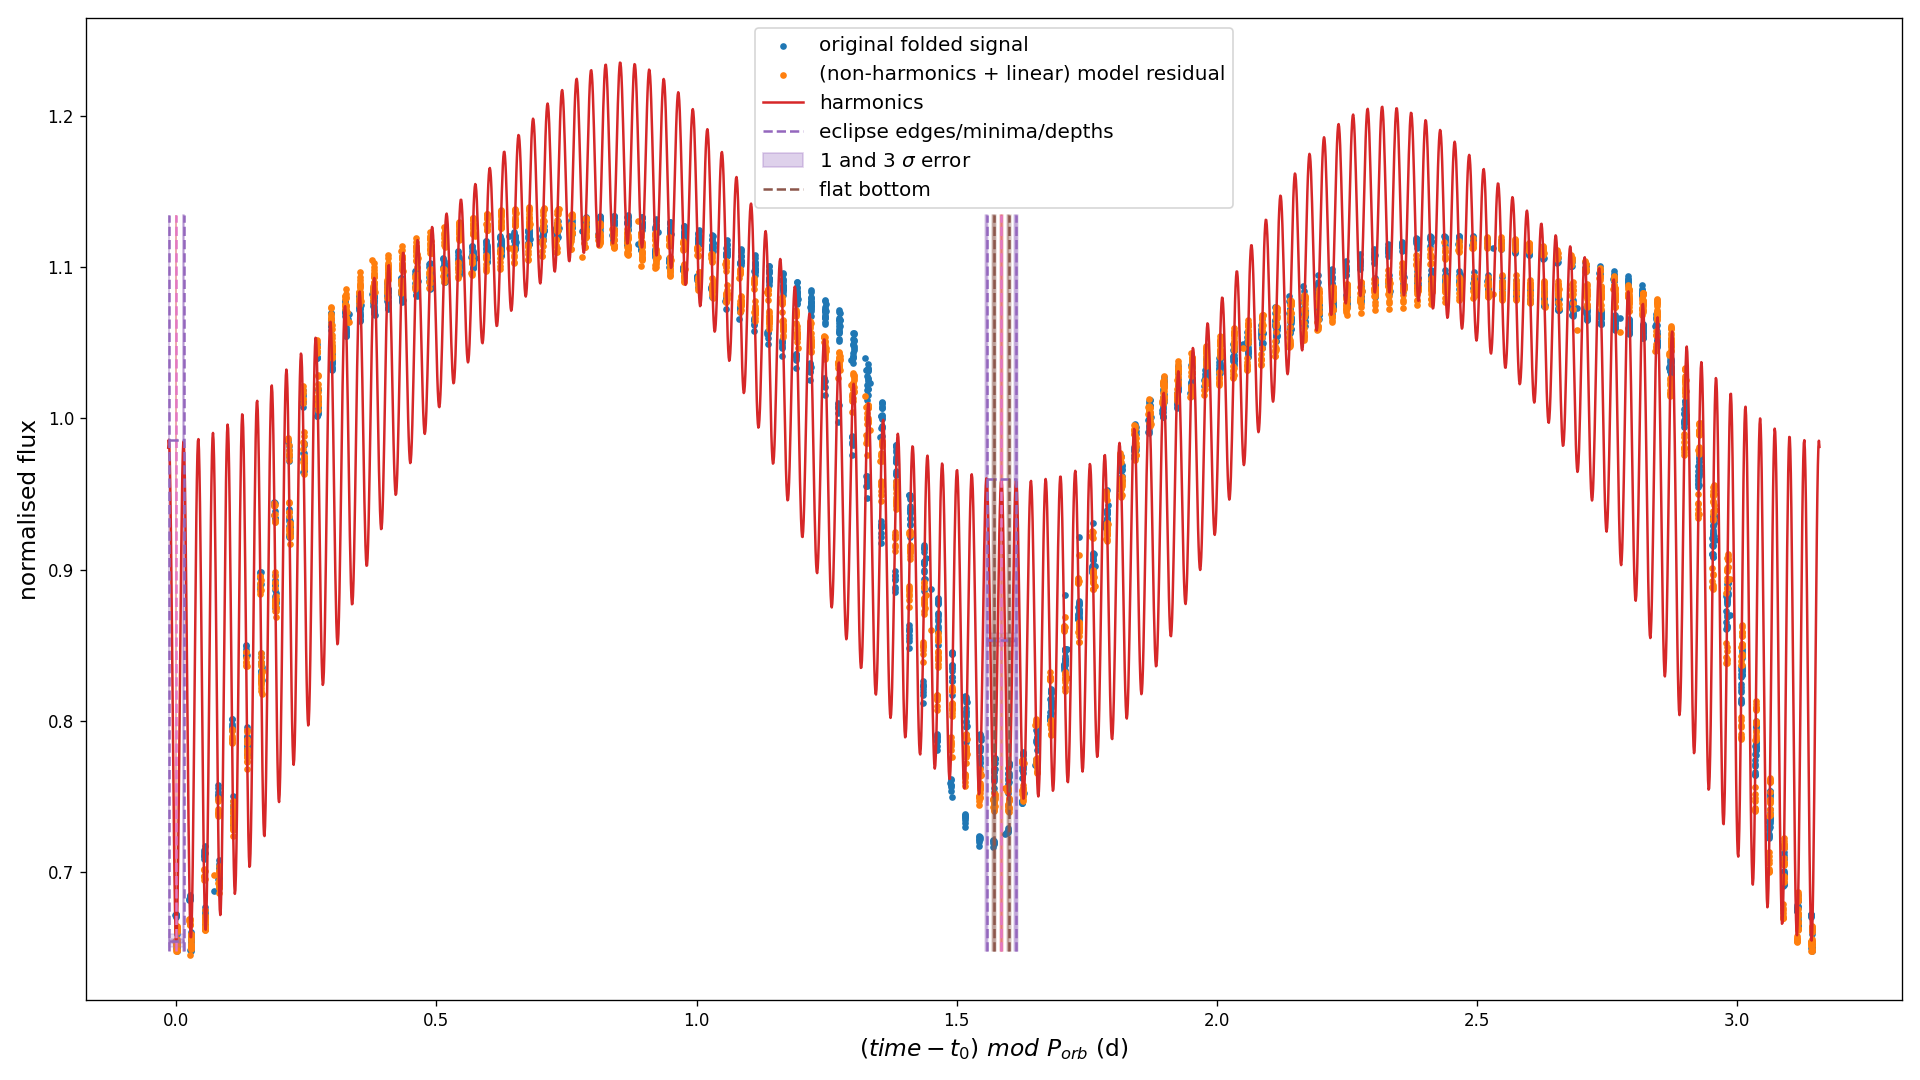 original folded signal
(non-harmonics + linear) model residual
harmonics
eclipse edges/minima/depths
1 and 3 σ error
flat bottom
normalised flux
1.2
1.1
1.0
0.9
0.8
0.7
0.0 0.5 1.0 1.5 2.0 2.5 3.0
(time − t₀) mod Pₒᵣb (d)